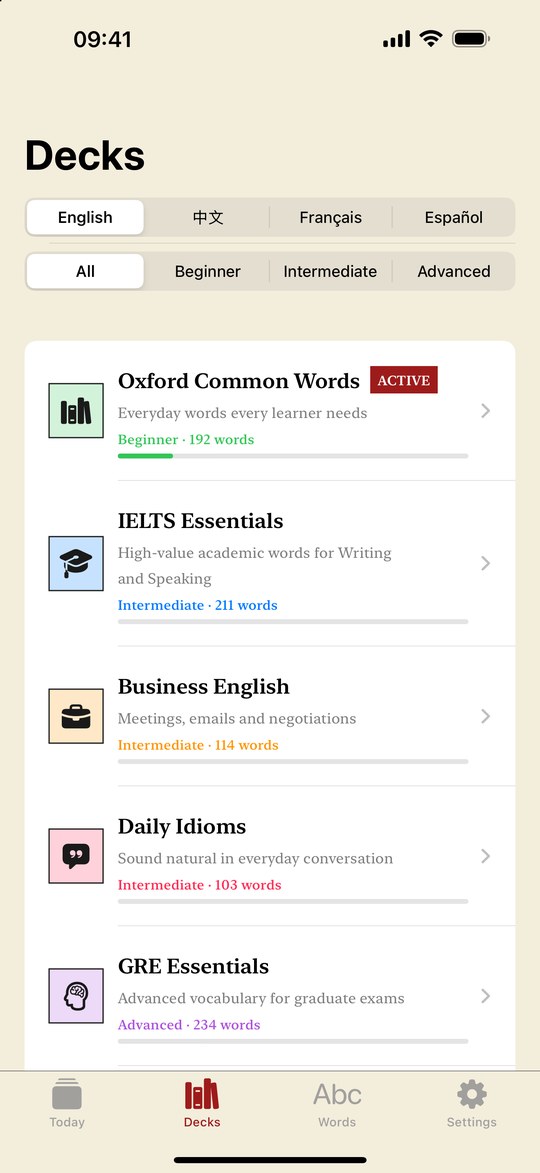 09:41
Decks
English 中文 Français Español
All Beginner Intermediate Advanced
Oxford Common Words ACTIVE
Everyday words every learner needs
Beginner · 192 words
IELTS Essentials
High-value academic words for Writing
and Speaking
Intermediate · 211 words
Business English
Meetings, emails and negotiations
Intermediate · 114 words
Daily Idioms
Sound natural in everyday conversation
Intermediate · 103 words
GRE Essentials
Advanced vocabulary for graduate exams
Advanced · 234 words
Abc
Today Decks Words Settings